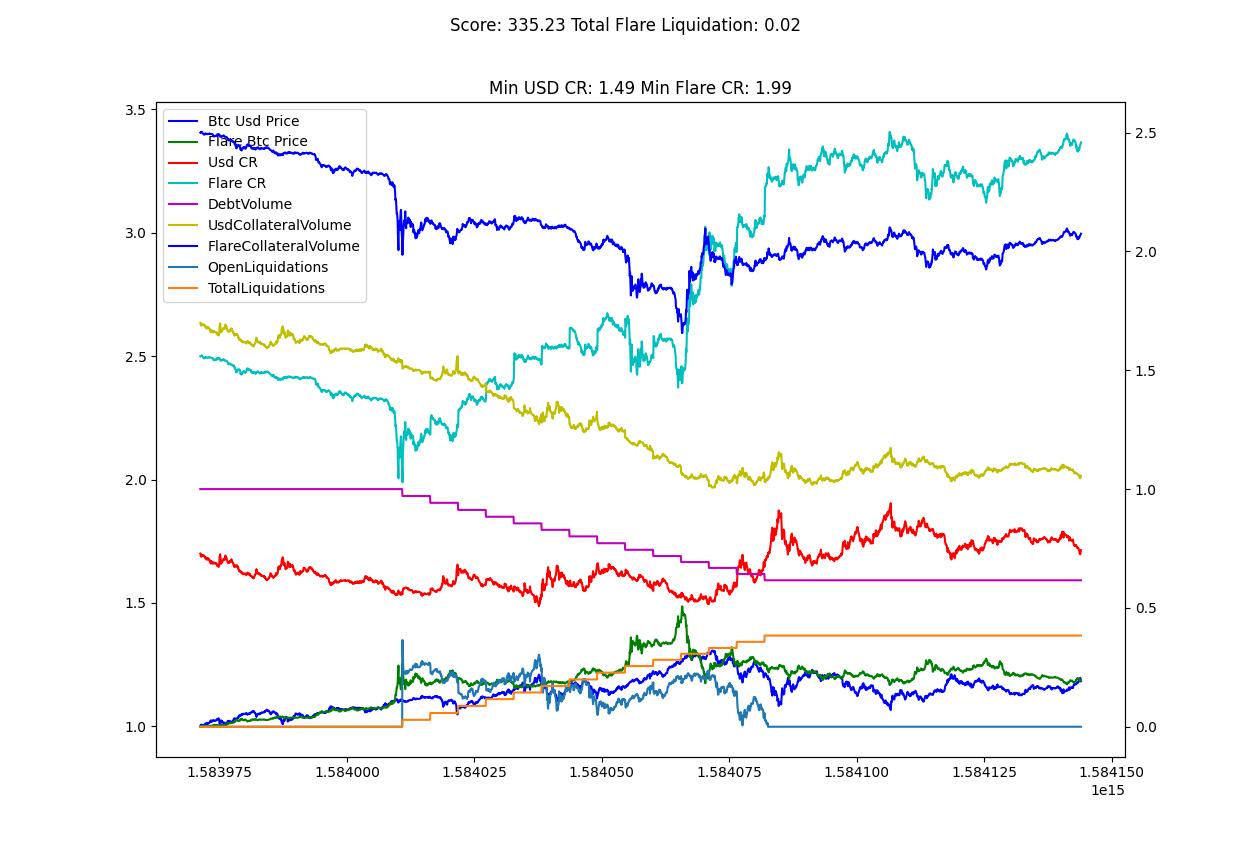 Score: 335.23 Total Flare Liquidation: 0.02
Min USD CR: 1.49 Min Flare CR: 1.99
Btc Usd Price
Flare Btc Price
Usd CR
Flare CR
DebtVolume
UsdCollateralVolume
FlareCollateralVolume
OpenLiquidations
TotalLiquidations
3.5
3.0
2.5
2.0
1.5
1.0
2.5
2.0
1.5
1.0
0.5
0.0
1.583975 1.584000 1.584025 1.584050 1.584075 1.584100 1.584125 1.584150
1e15